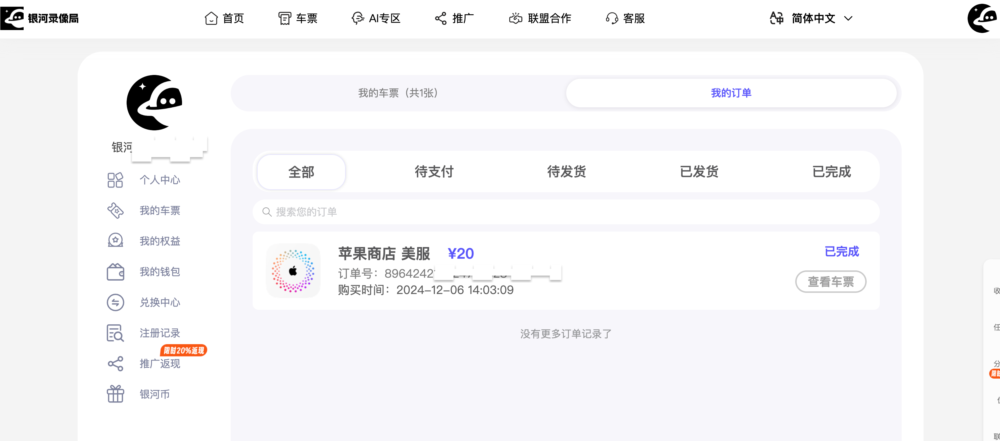 银河录像局
首页
车票
AI专区
推广
联盟合作
客服
简体中文
我的车票（共1张）
我的订单
银河
个人中心
我的车票
我的权益
我的钱包
兑换中心
注册记录
限时20%返现
推广返现
银河币
全部
待支付
待发货
已发货
已完成
搜索您的订单
苹果商店 美服 ¥20
已完成
订单号：8964242
购买时间：2024-12-06 14:03:09
查看车票
没有更多订单记录了
收
任
分
限时
联